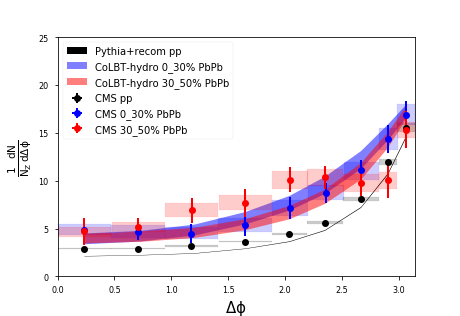 25
20
15
10
5
0
1 dN
N_z dΔϕ
Pythia+recom pp
CoLBT-hydro 0_30% PbPb
CoLBT-hydro 30_50% PbPb
CMS pp
CMS 0_30% PbPb
CMS 30_50% PbPb
0.0 0.5 1.0 1.5 2.0 2.5 3.0
Δϕ